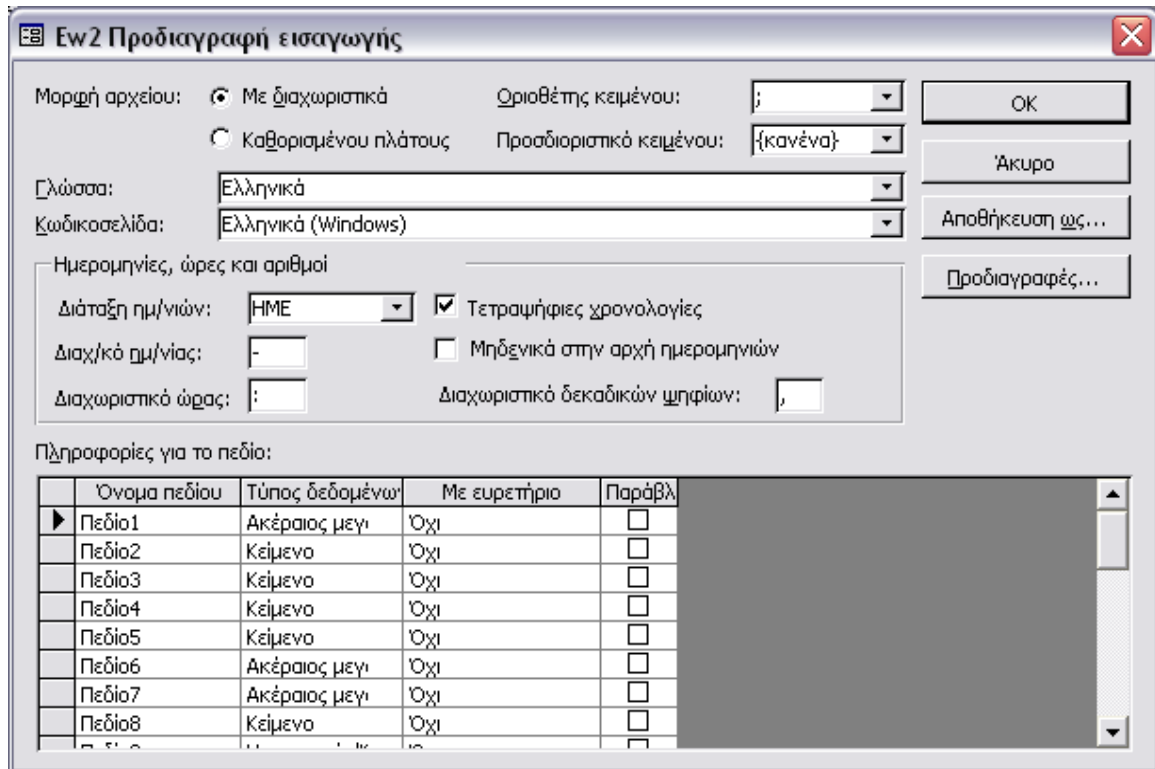 Ew2 Προδιαγραφή εισαγωγής
Μορφή αρχείου: Με διαχωριστικά Οριοθέτης κειμένου: ; OK
Καθορισμένου πλάτους Προσδιοριστικό κειμένου: {κανένα}
Άκυρο
Γλώσσα: Ελληνικά
Κωδικοσελίδα: Ελληνικά (Windows) Αποθήκευση ως...
Ημερομηνίες, ώρες και αριθμοί
Προδιαγραφές...
Διάταξη ημ/νιών: ΗΜΕ Τετραψήφιες χρονολογίες
Διαχ/κό ημ/νίας: - Μηδενικά στην αρχή ημερομηνιών
Διαχωριστικό ώρας: : Διαχωριστικό δεκαδικών ψηφίων: ,
Πληροφορίες για το πεδίο:
Όνομα πεδίου Τύπος δεδομένω Με ευρετήριο Παράβλ
Πεδίο1 Ακέραιος μεγ Όχι
Πεδίο2 Κείμενο Όχι
Πεδίο3 Κείμενο Όχι
Πεδίο4 Κείμενο Όχι
Πεδίο5 Κείμενο Όχι
Πεδίο6 Ακέραιος μεγ Όχι
Πεδίο7 Ακέραιος μεγ Όχι
Πεδίο8 Κείμενο Όχι